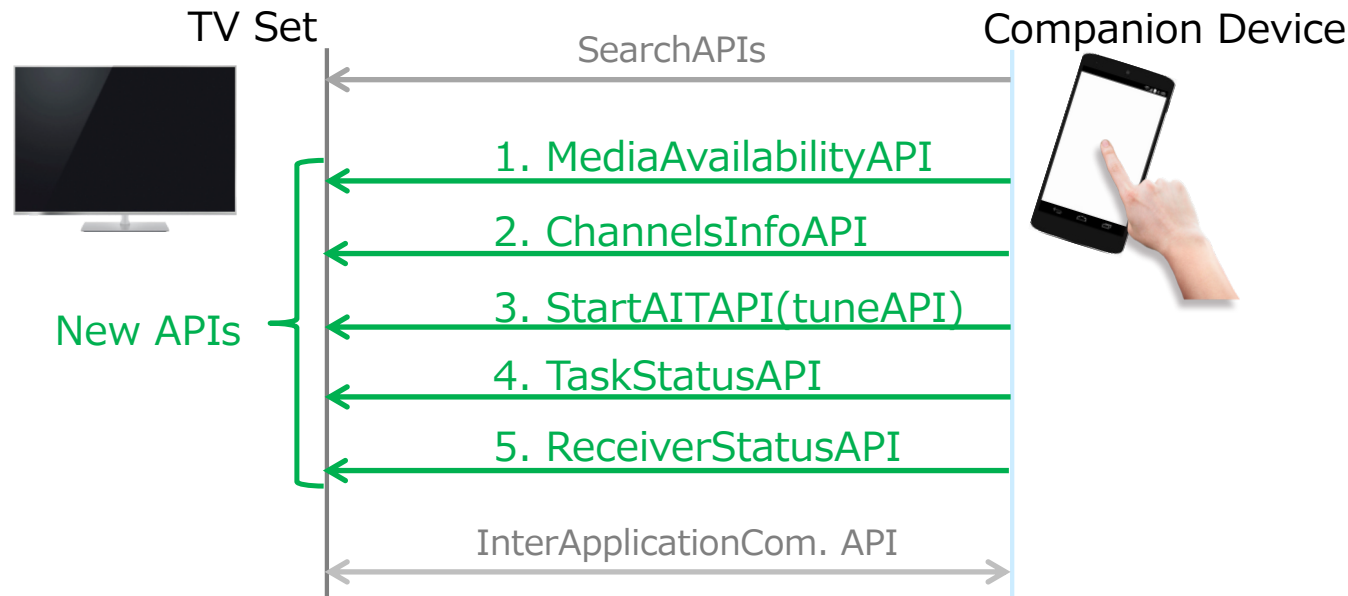 TV Set
Companion Device
SearchAPIs
1. MediaAvailabilityAPI
2. ChannelsInfoAPI
3. StartAITAPI(tuneAPI)
New APIs
4. TaskStatusAPI
5. ReceiverStatusAPI
InterApplicationCom. API